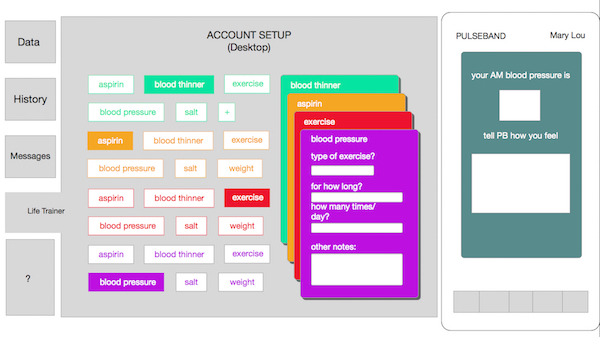 Data
History
Messages
Life Trainer
?
ACCOUNT SETUP
(Desktop)
aspirin blood thinner exercise
blood pressure salt +
aspirin blood thinner exercise
blood pressure salt weight
aspirin blood thinner exercise
blood pressure salt weight
aspirin blood thinner exercise
blood pressure salt weight
blood thinner
aspirin
exercise
blood pressure
type of exercise?
for how long?
how many times/
day?
other notes:
PULSEBAND Mary Lou
your AM blood pressure is
tell PB how you feel